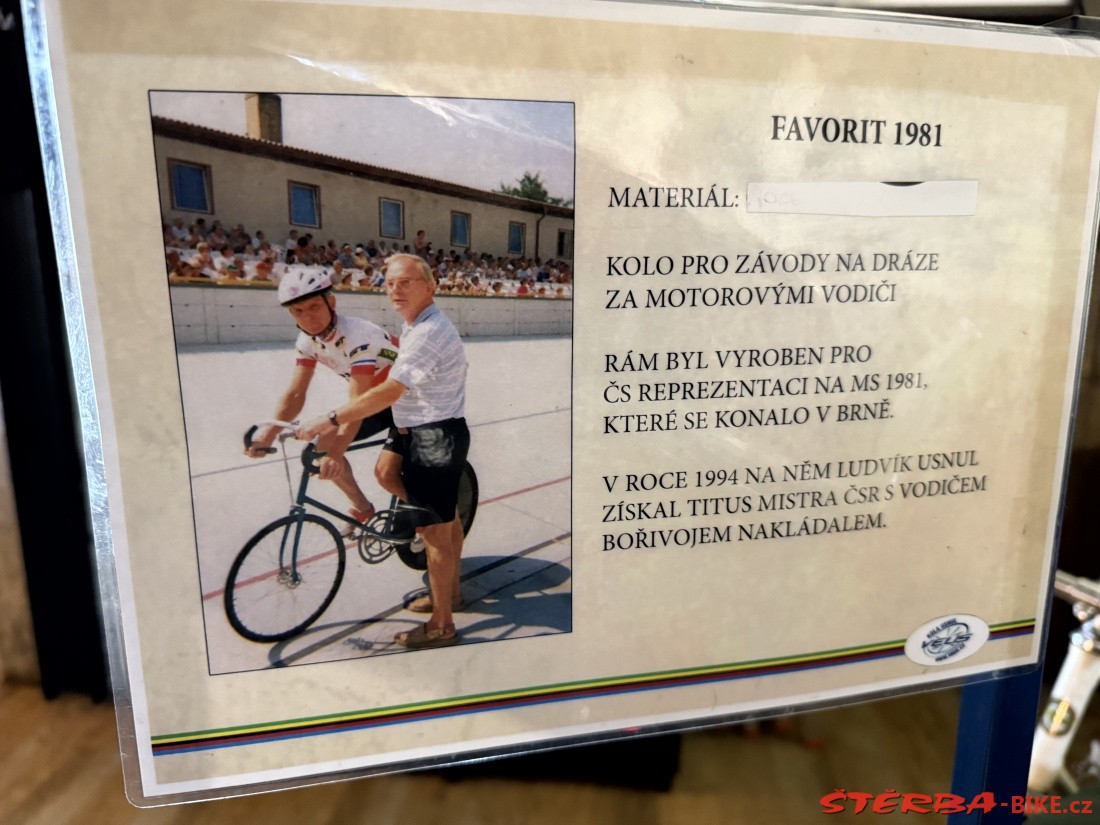 FAVORIT 1981
MATERIÁL:
KOLO PRO ZÁVODY NA DRÁZE
ZA MOTOROVÝMI VODIČI
RÁM BYL VYROBEN PRO
ČS REPREZENTACI NA MS 1981,
KTERÉ SE KONALO V BRNĚ.
V ROCE 1994 NA NĚM LUDVÍK USNUL
ZÍSKAL TITUS MISTRA ČSR S VODIČEM
BOŘIVOJEM NAKLÁDALEM.
ŠTĚRBA-BIKE.cz